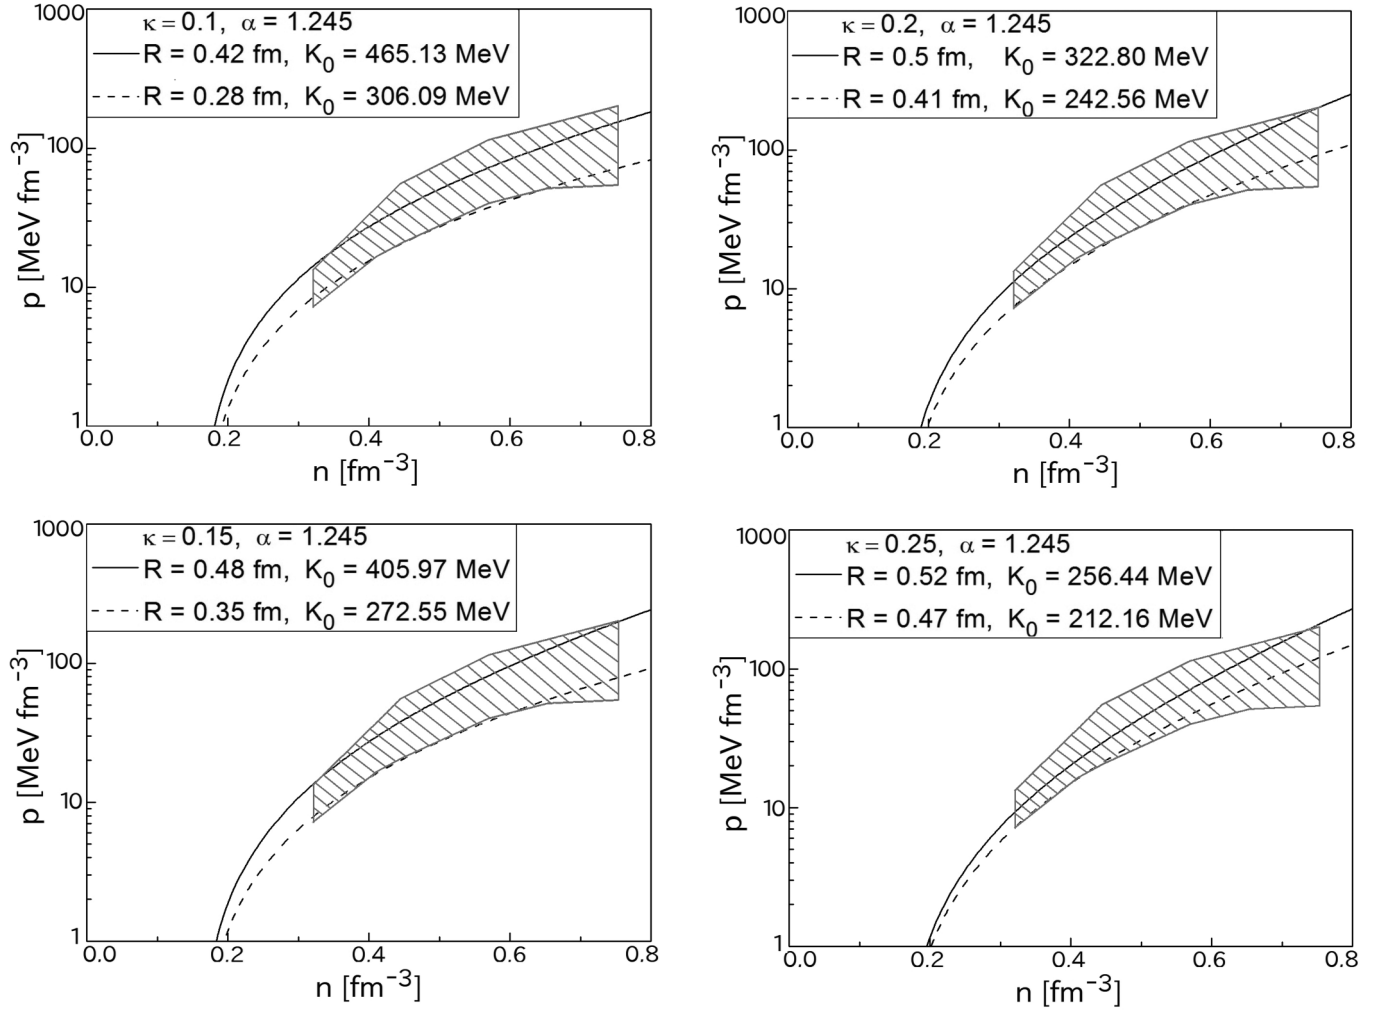 κ = 0.1, α = 1.245
R = 0.42 fm, K0 = 465.13 MeV
R = 0.28 fm, K0 = 306.09 MeV
1000
100
10
1
p [MeV fm−3]
0.0 0.2 0.4 0.6 0.8
n [fm−3]
κ = 0.2, α = 1.245
R = 0.5 fm, K0 = 322.80 MeV
R = 0.41 fm, K0 = 242.56 MeV
1000
100
10
1
p [MeV fm−3]
0.0 0.2 0.4 0.6 0.8
n [fm−3]
κ = 0.15, α = 1.245
R = 0.48 fm, K0 = 405.97 MeV
R = 0.35 fm, K0 = 272.55 MeV
1000
100
10
1
p [MeV fm−3]
0.0 0.2 0.4 0.6 0.8
n [fm−3]
κ = 0.25, α = 1.245
R = 0.52 fm, K0 = 256.44 MeV
R = 0.47 fm, K0 = 212.16 MeV
1000
100
10
1
p [MeV fm−3]
0.0 0.2 0.4 0.6 0.8
n [fm−3]